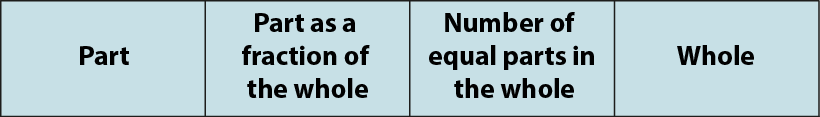 Part
Part as a
fraction of
the whole
Number of
equal parts in
the whole
Whole